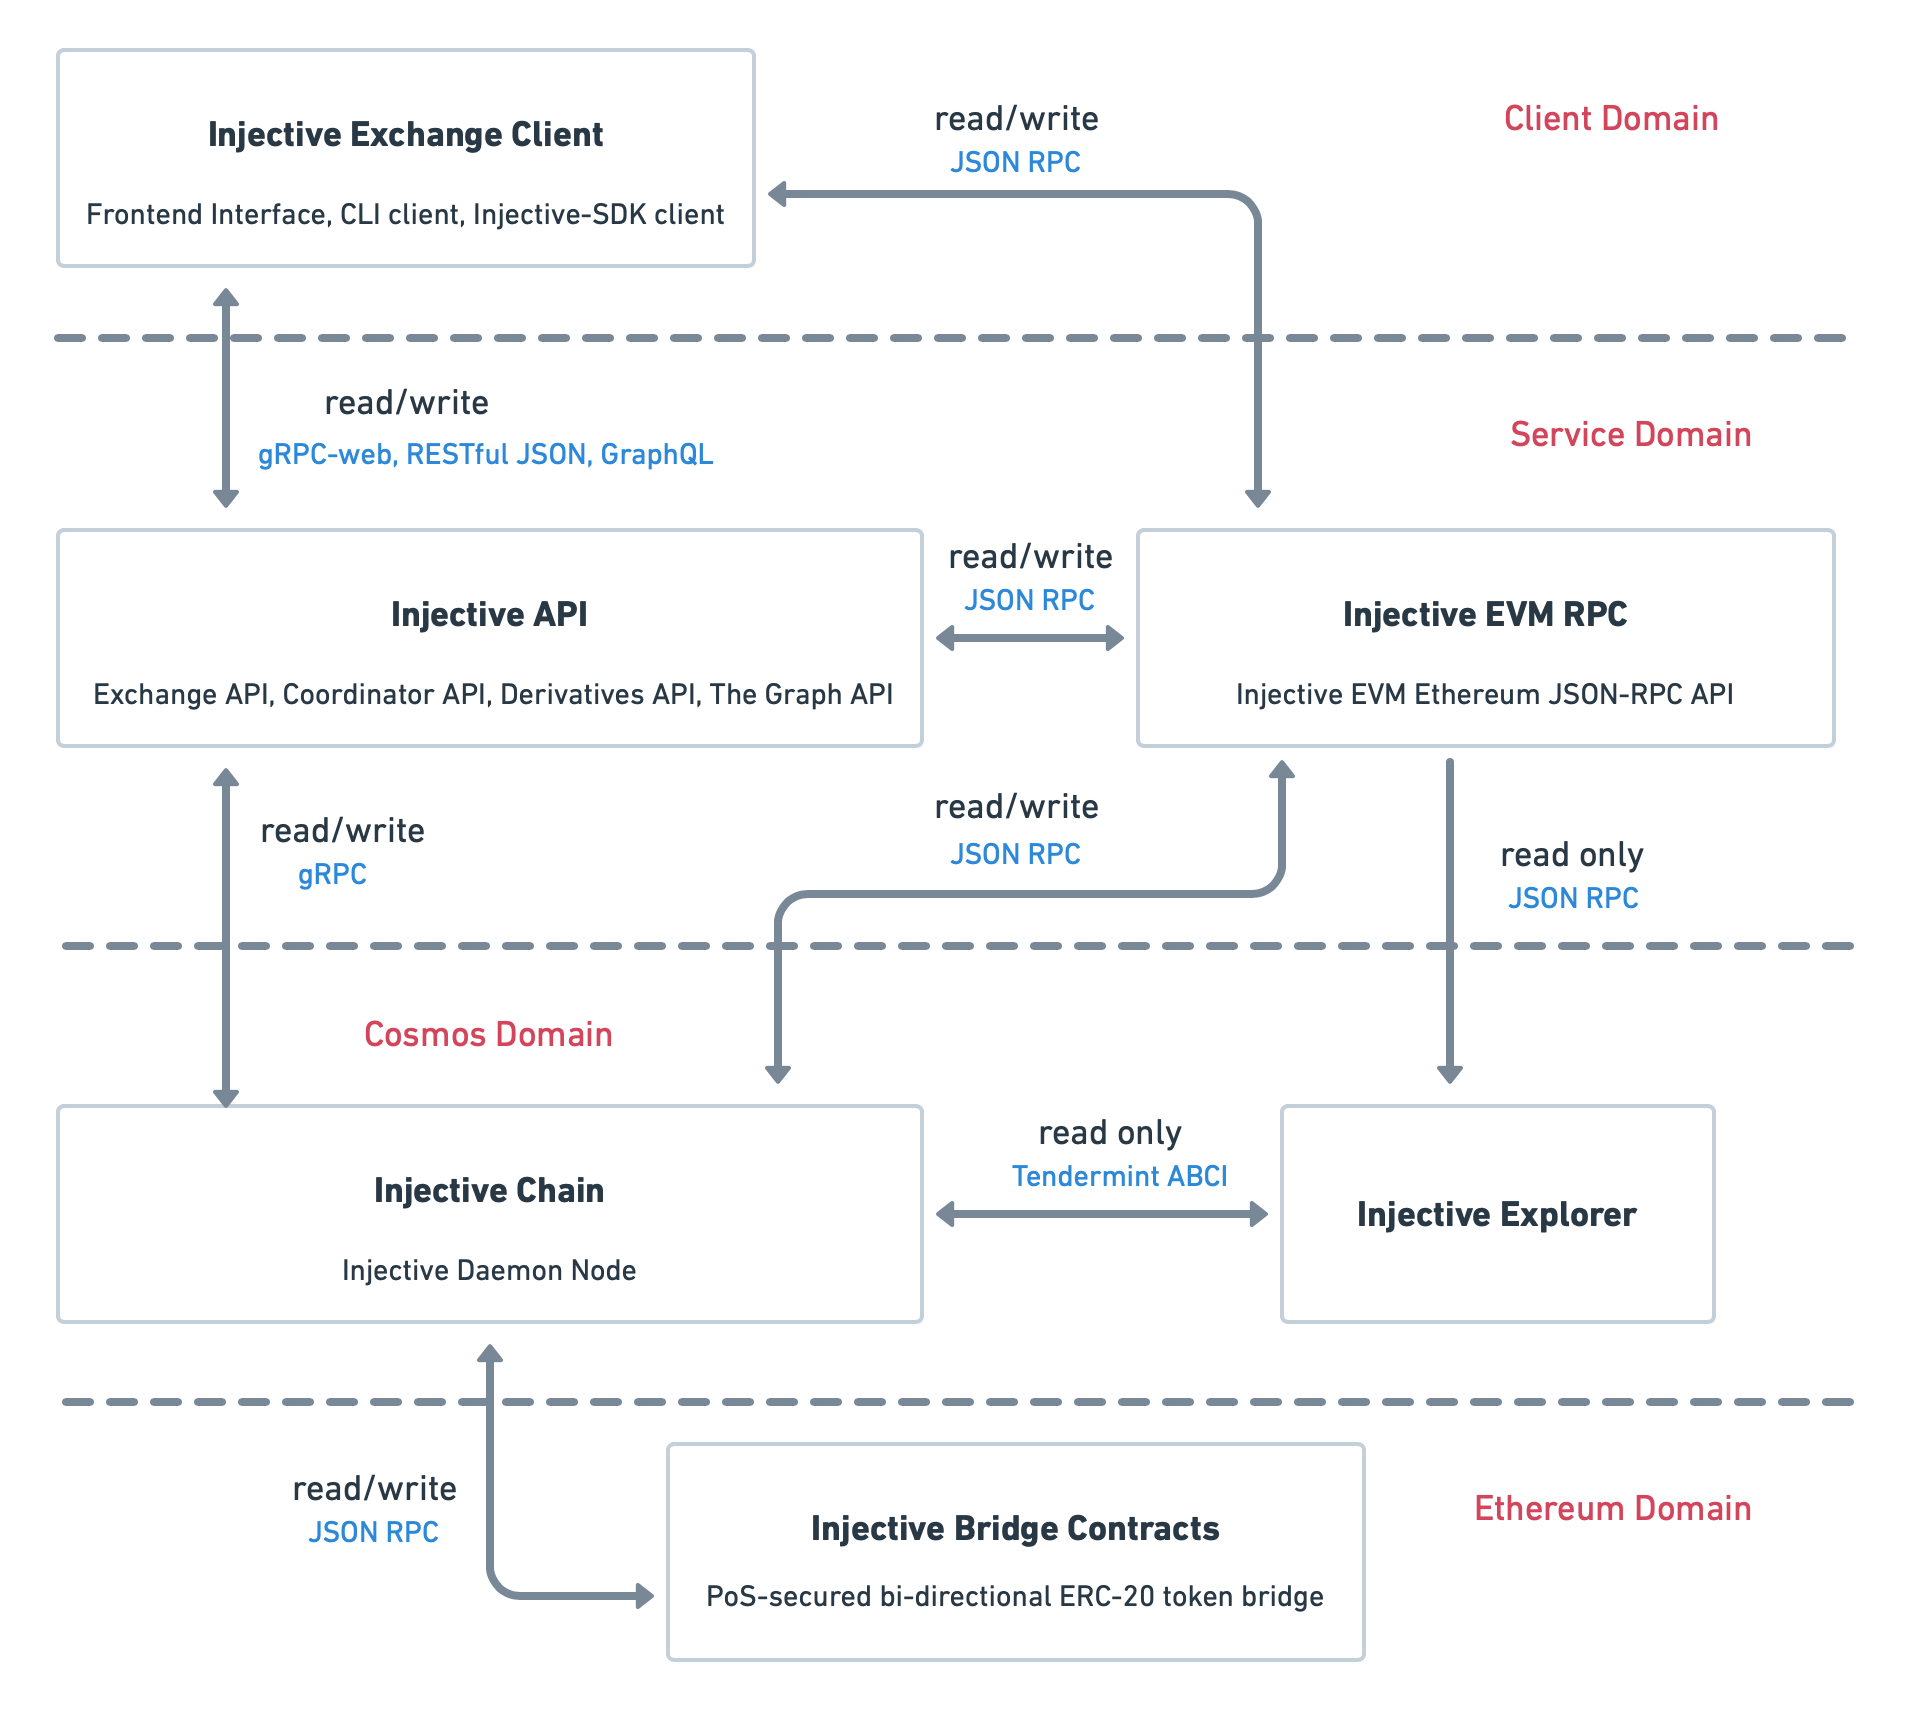 Injective Exchange Client
Frontend Interface, CLI client, Injective-SDK client
read/write
JSON RPC
Client Domain
read/write
gRPC-web, RESTful JSON, GraphQL
Service Domain
Injective API
Exchange API, Coordinator API, Derivatives API, The Graph API
read/write
JSON RPC
Injective EVM RPC
Injective EVM Ethereum JSON-RPC API
read/write
gRPC
read/write
JSON RPC
read only
JSON RPC
Cosmos Domain
Injective Chain
Injective Daemon Node
read only
Tendermint ABCI
Injective Explorer
read/write
JSON RPC
Injective Bridge Contracts
PoS-secured bi-directional ERC-20 token bridge
Ethereum Domain